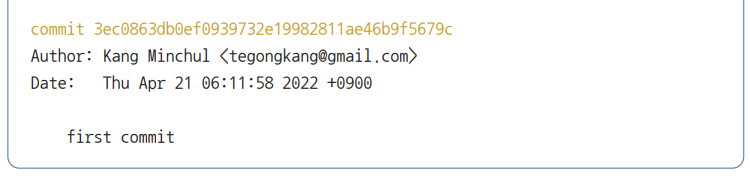 commit 3ec0863db0ef0939732e19982811ae46b9f5679c
Author: Kang Minchul <tegongkang@gmail.com>
Date:   Thu Apr 21 06:11:58 2022 +0900
first commit